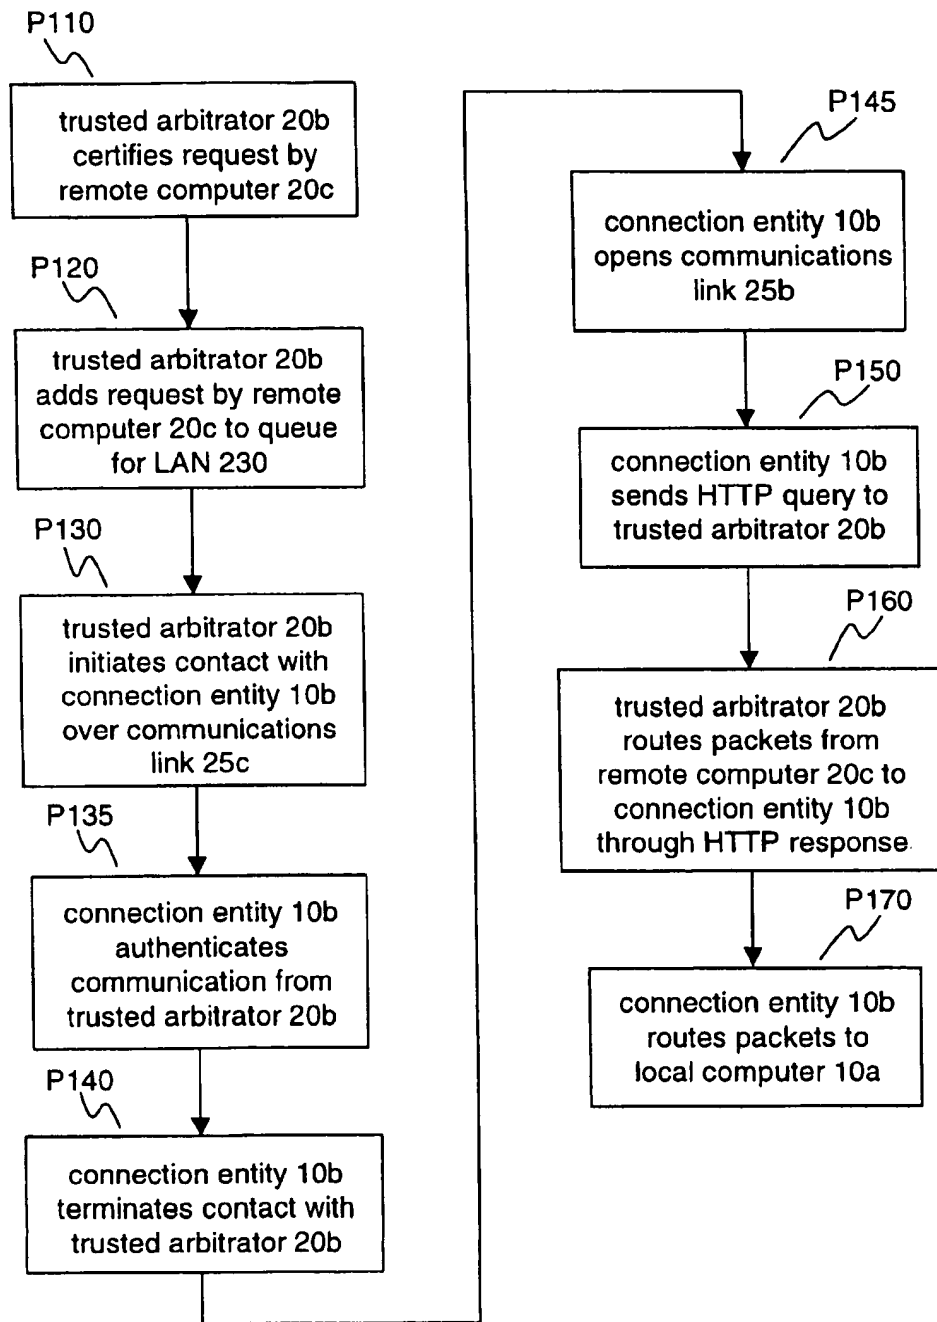 P110
trusted arbitrator 20b
certifies request by
remote computer 20c
P120
trusted arbitrator 20b
adds request by remote
computer 20c to queue
for LAN 230
P130
trusted arbitrator 20b
initiates contact with
connection entity 10b
over communications
link 25c
P135
connection entity 10b
authenticates
communication from
trusted arbitrator 20b
P140
connection entity 10b
terminates contact with
trusted arbitrator 20b
P145
connection entity 10b
opens communications
link 25b
P150
connection entity 10b
sends HTTP query to
trusted arbitrator 20b
P160
trusted arbitrator 20b
routes packets from
remote computer 20c to
connection entity 10b
through HTTP response
P170
connection entity 10b
routes packets to
local computer 10a